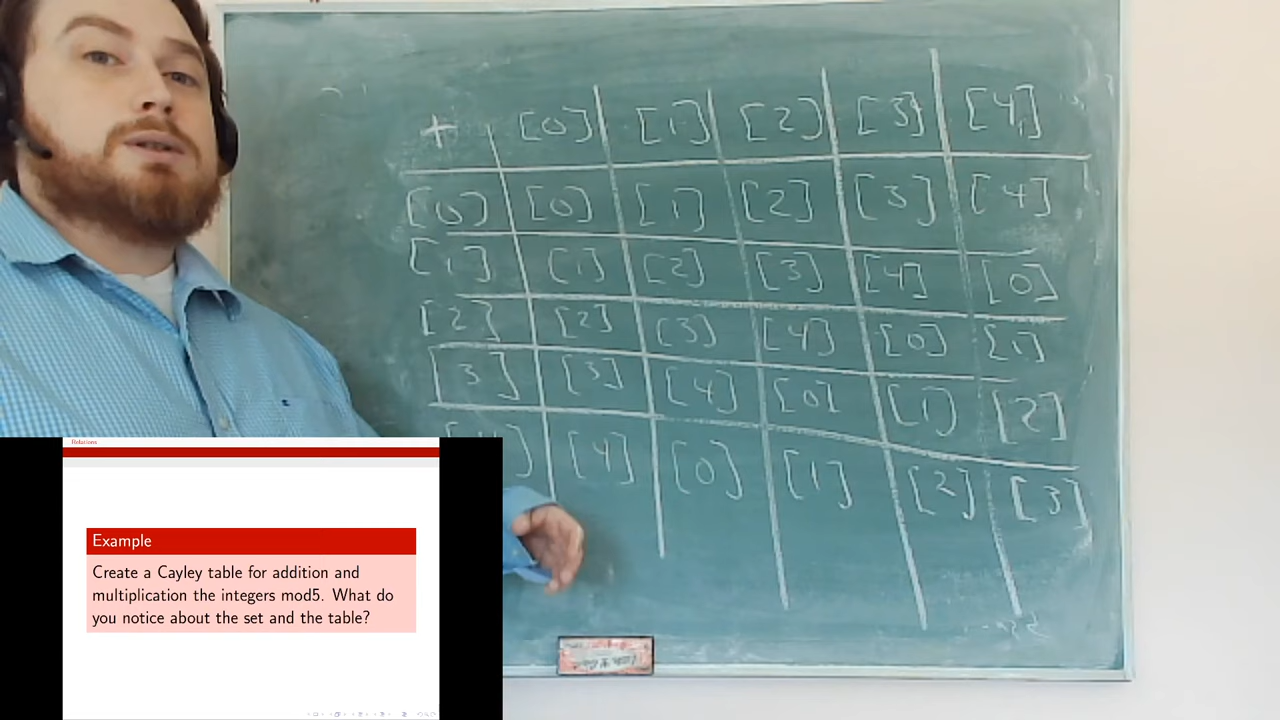 + [0] [1] [2] [3] [4]
[0] [0] [1] [2] [3] [4]
[1] [1] [2] [3] [4] [0]
[2] [2] [3] [4] [0] [1]
[3] [3] [4] [0] [1] [2]
[4] [0] [1] [2] [3]
Relations
Example
Create a Cayley table for addition and
multiplication the integers mod5. What do
you notice about the set and the table?